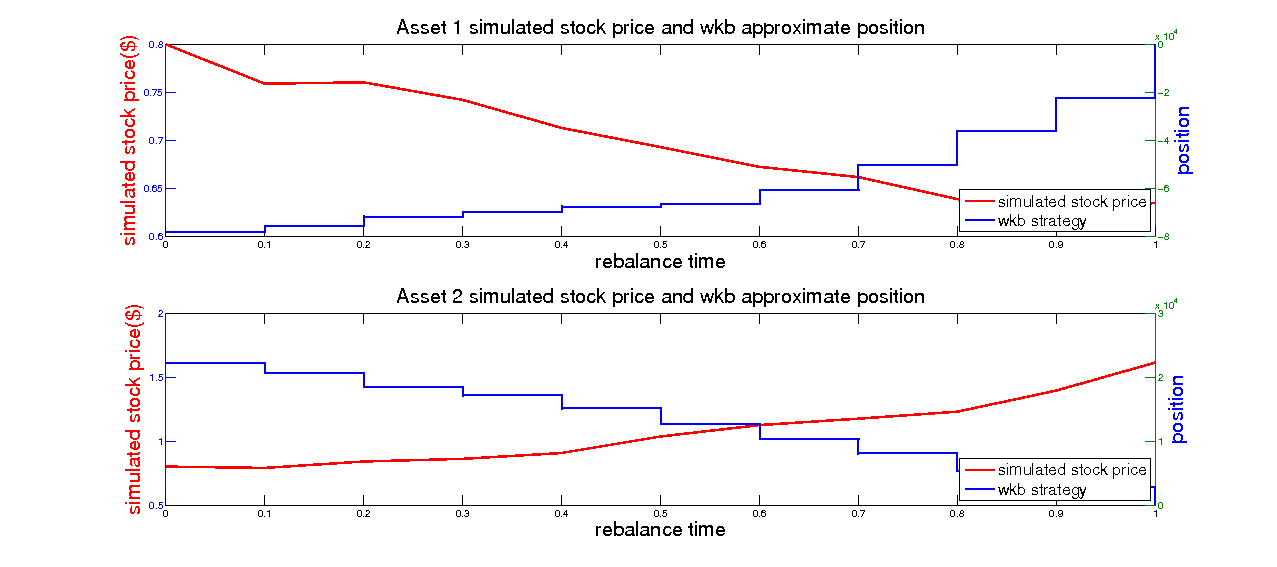 Asset 1 simulated stock price and wkb approximate position
x 10^4
simulated stock price($)
0.8
0.75
0.7
0.65
0.6
0
-2
-4
-6
-8
position
simulated stock price
wkb strategy
0 0.1 0.2 0.3 0.4 0.5 0.6 0.7 0.8 0.9 1
rebalance time
Asset 2 simulated stock price and wkb approximate position
x 10^4
simulated stock price($)
2
1.5
1
0.5
3
2
1
0
position
simulated stock price
wkb strategy
0 0.1 0.2 0.3 0.4 0.5 0.6 0.7 0.8 0.9 1
rebalance time